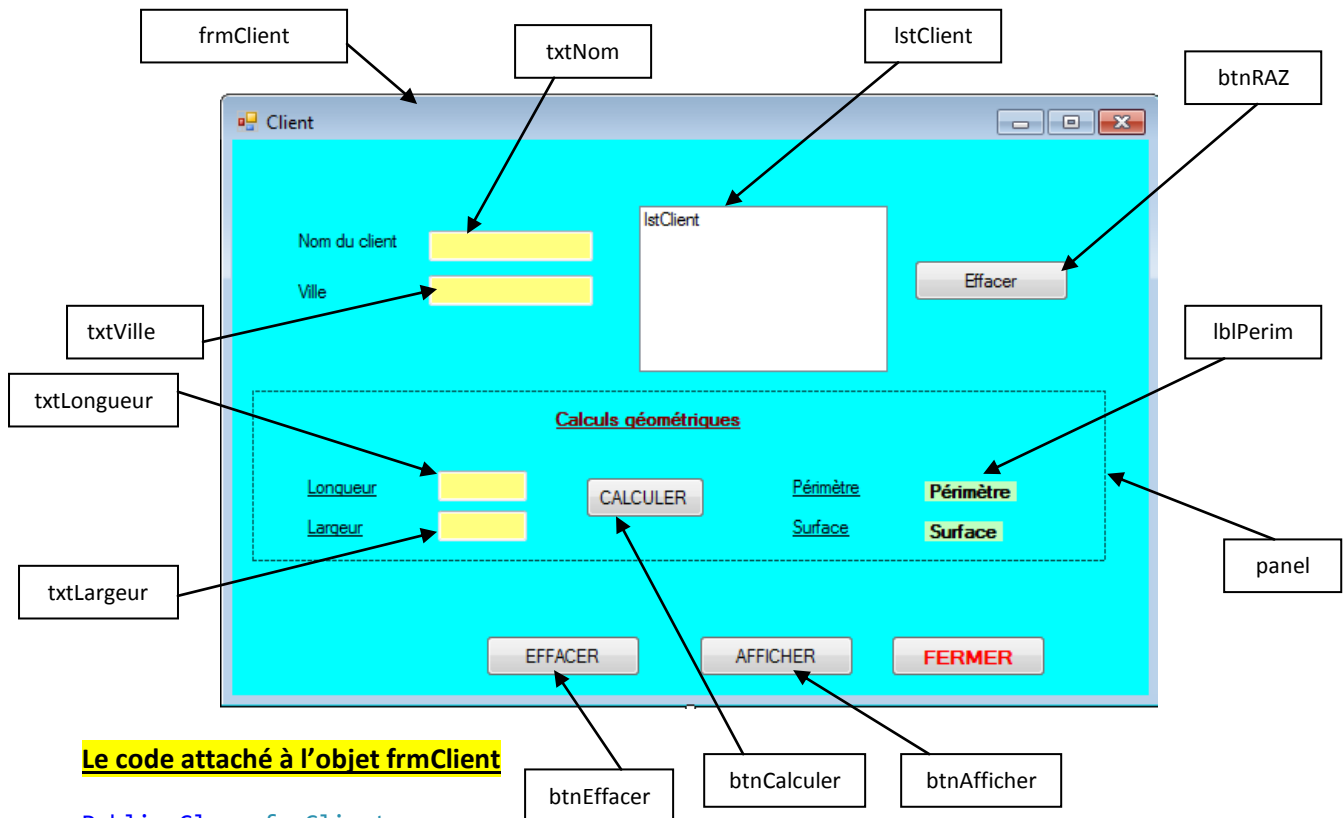 frmClient
txtNom
lstClient
btnRAZ
Client
lstClient
Nom du client
Effacer
Ville
txtVille
lblPerim
txtLongueur
Calculs géométriques
Longueur
CALCULER
Périmètre
Périmètre
Largeur
Surface
Surface
panel
txtLargeur
EFFACER
AFFICHER
FERMER
Le code attaché à l'objet frmClient
btnEffacer
btnCalculer
btnAfficher